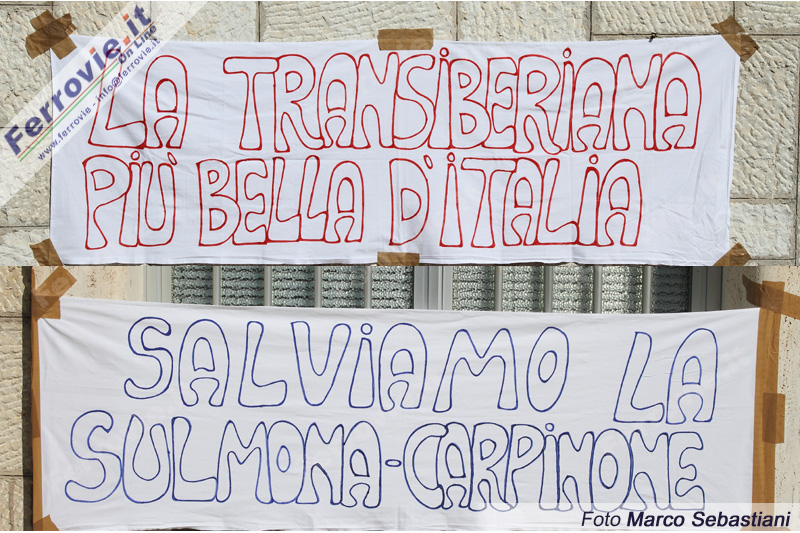 Ferrovie.it
On Line
www.ferrovie - info@ferrovie.it
LA TRANSiBERiANA
PiÙ BELLA D'iTALiA
SALViAMO LA
SULMONA-CARPiNONE
Foto Marco Sebastiani